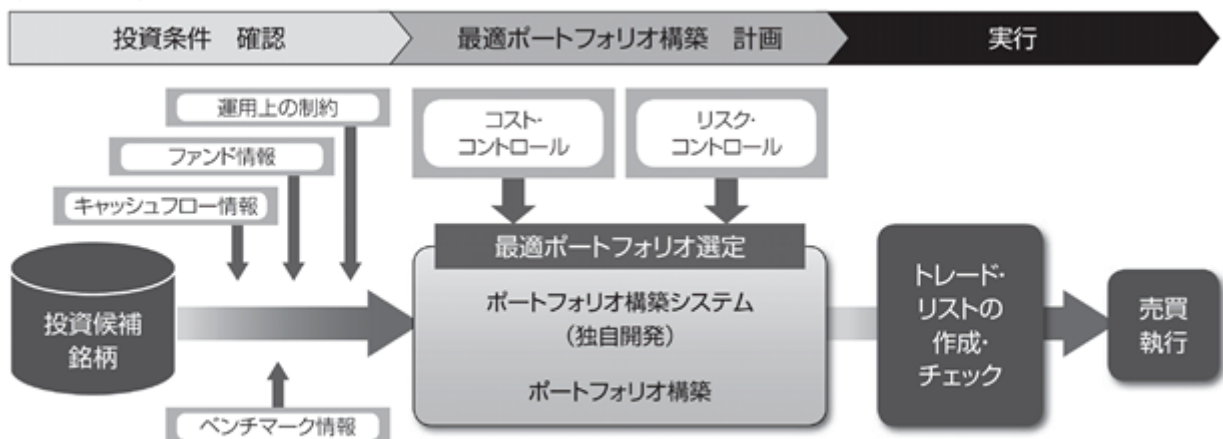 投資条件 確認
最適ポートフォリオ構築 計画
実行
運用上の制約
ファンド情報
キャッシュフロー情報
コスト・
コントロール
リスク・
コントロール
投資候補
銘柄
ベンチマーク情報
最適ポートフォリオ選定
ポートフォリオ構築システム
（独自開発）
ポートフォリオ構築
トレード・
リストの
作成・
チェック
売買
執行